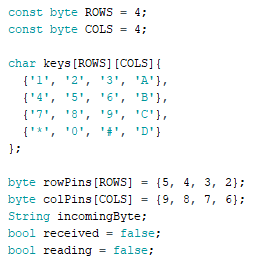 const byte ROWS = 4;
const byte COLS = 4;
char keys[ROWS][COLS]{
{'1', '2', '3', 'A'},
{'4', '5', '6', 'B'},
{'7', '8', '9', 'C'},
{'*', '0', '#', 'D'}
};
byte rowPins[ROWS] = {5, 4, 3, 2};
byte colPins[COLS] = {9, 8, 7, 6};
String incomingByte;
bool received = false;
bool reading = false;